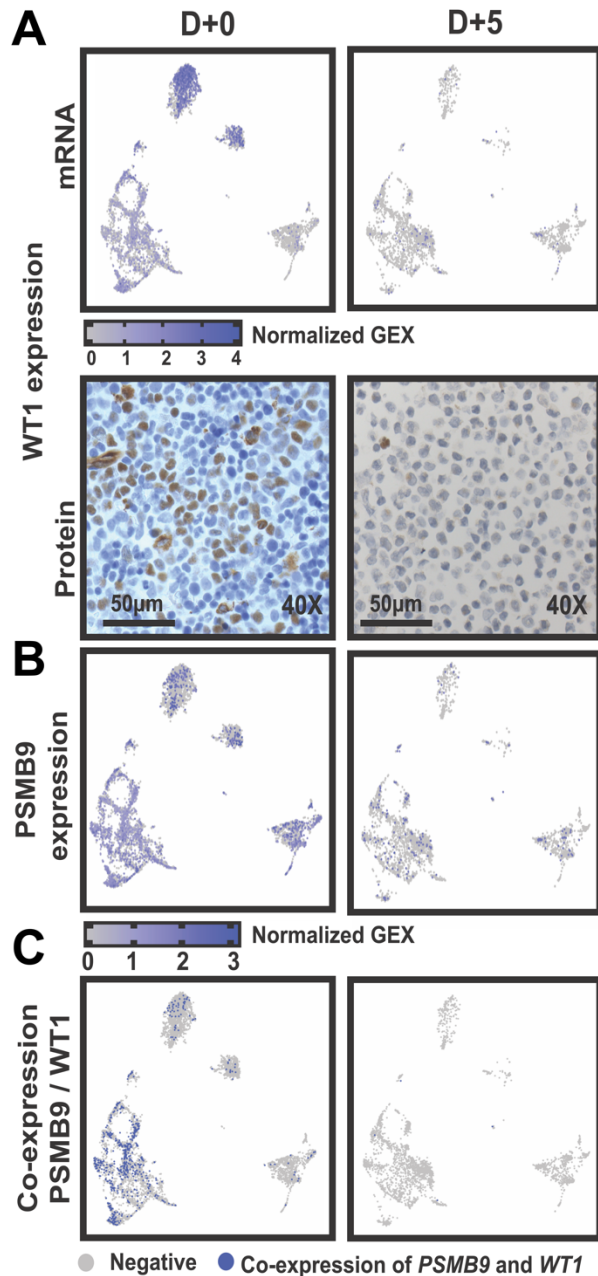 A
D+0
D+5
WT1 expression
mRNA
0 1 2 3 4
Normalized GEX
Protein
50µm
40X
50µm
40X
B
PSMB9
expression
0 1 2 3
Normalized GEX
C
Co-expression
PSMB9 / WT1
Negative
Co-expression of PSMB9 and WT1